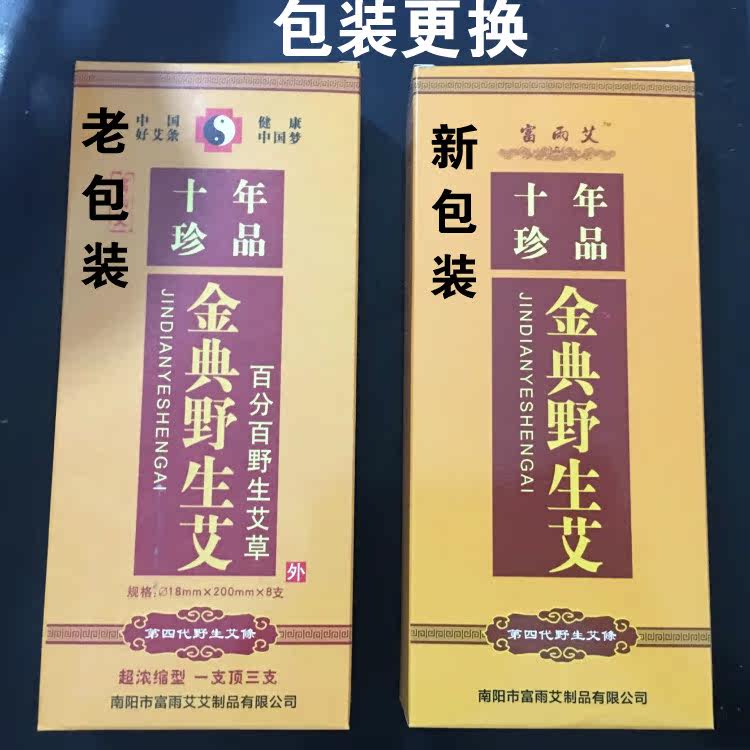 包装更换
老包装
中国
好艾条
健康
中国梦
十年
珍品
金典野生艾
JINDIANYESHENGAI
百分百野生艾草
外
规格:∅18mm×200mm×8支
第四代野生艾條
超浓缩型 一支顶三支
南阳市富雨艾艾制品有限公司
新包装
富雨艾™
十年
珍品
金典野生艾
JINDIANYESHENGAI
第四代野生艾條
南阳市富雨艾制品有限公司